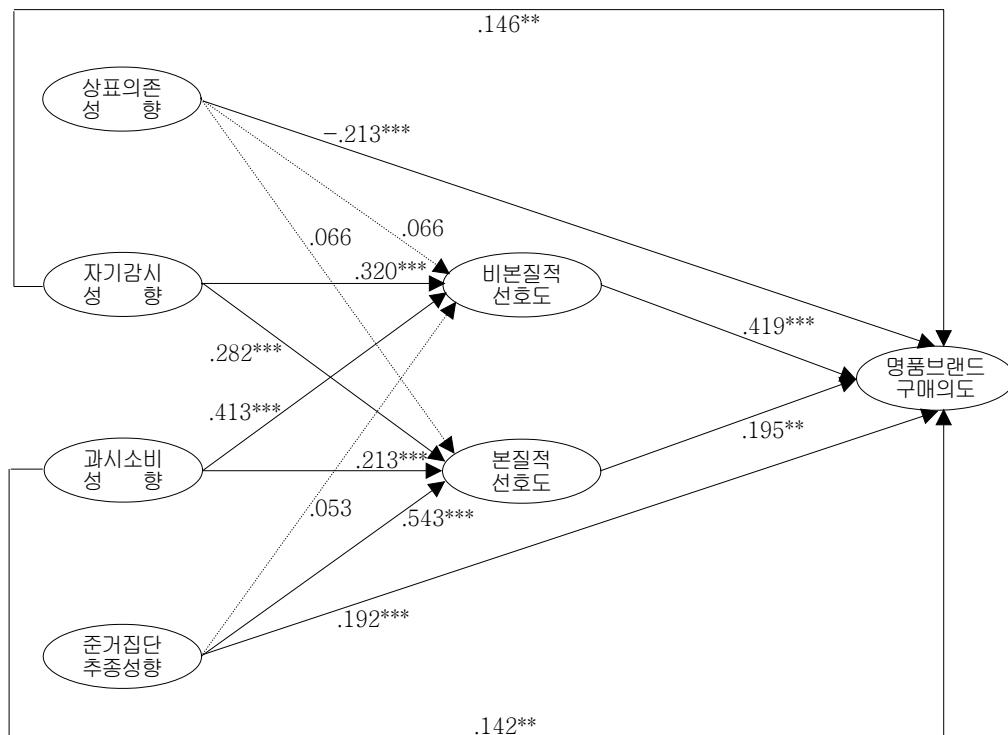 .146**
상표의존
성 향
-.213***
.066
.066
자기감시
성 향
.320***
비본질적
선호도
.419***
.282***
명품브랜드
구매의도
.413***
.195**
과시소비
성 향
.213***
본질적
선호도
.053
.543***
.192***
준거집단
추종성향
.142**